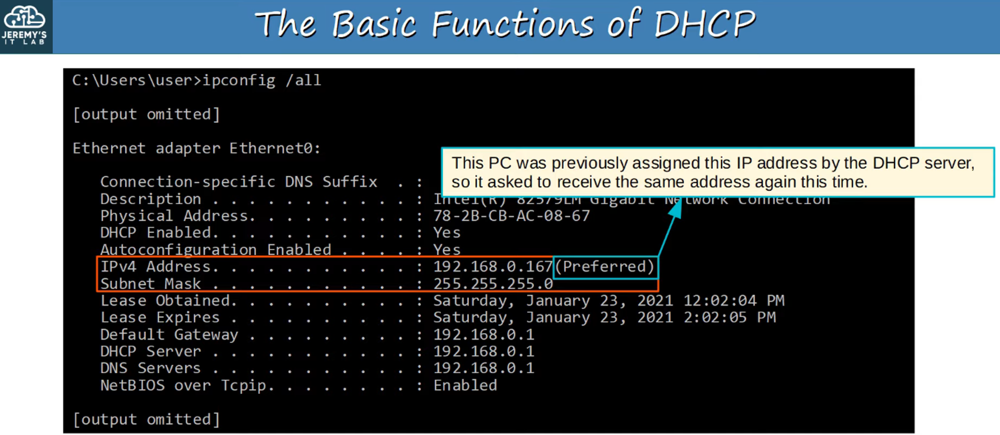 JEREMY'S
IT LAB
The Basic Functions of DHCP
C:\Users\user>ipconfig /all
[output omitted]
Ethernet adapter Ethernet0:
This PC was previously assigned this IP address by the DHCP server,
so it asked to receive the same address again this time.
Connection-specific DNS Suffix  . :
Description . . . . . . . . . . . : Intel(R) 82579LM Gigabit Network Connection
Physical Address. . . . . . . . . : 78-2B-CB-AC-08-67
DHCP Enabled. . . . . . . . . . . : Yes
Autoconfiguration Enabled . . . . : Yes
IPv4 Address. . . . . . . . . . . : 192.168.0.167(Preferred)
Subnet Mask . . . . . . . . . . . : 255.255.255.0
Lease Obtained. . . . . . . . . . : Saturday, January 23, 2021 12:02:04 PM
Lease Expires . . . . . . . . . . : Saturday, January 23, 2021 2:02:05 PM
Default Gateway . . . . . . . . . : 192.168.0.1
DHCP Server . . . . . . . . . . . : 192.168.0.1
DNS Servers . . . . . . . . . . . : 192.168.0.1
NetBIOS over Tcpip. . . . . . . . : Enabled
[output omitted]